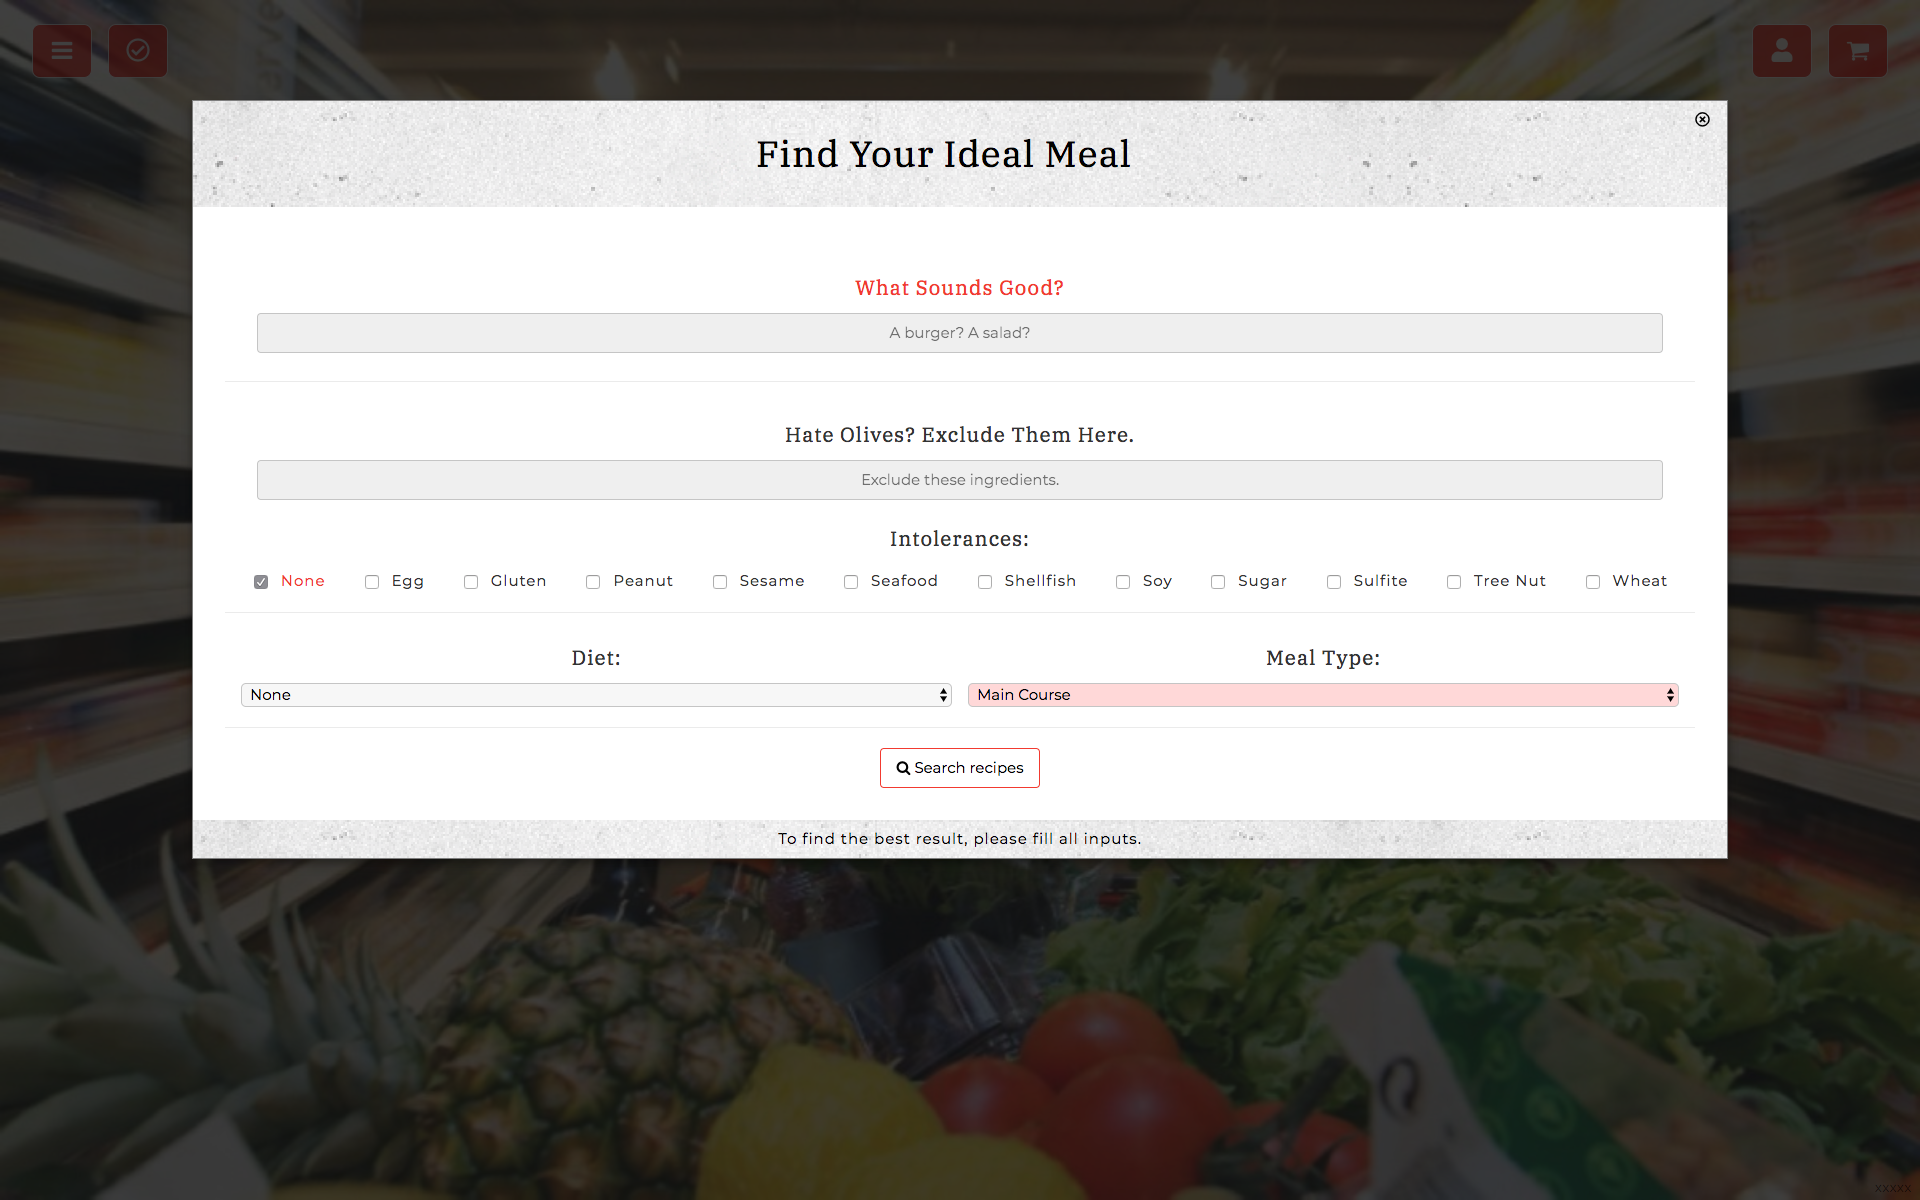 Find Your Ideal Meal
What Sounds Good?
A burger? A salad?
Hate Olives? Exclude Them Here.
Exclude these ingredients.
Intolerances:
None Egg Gluten Peanut Sesame Seafood Shellfish Soy Sugar Sulfite Tree Nut Wheat
Diet: Meal Type:
None Main Course
Search recipes
To find the best result, please fill all inputs.